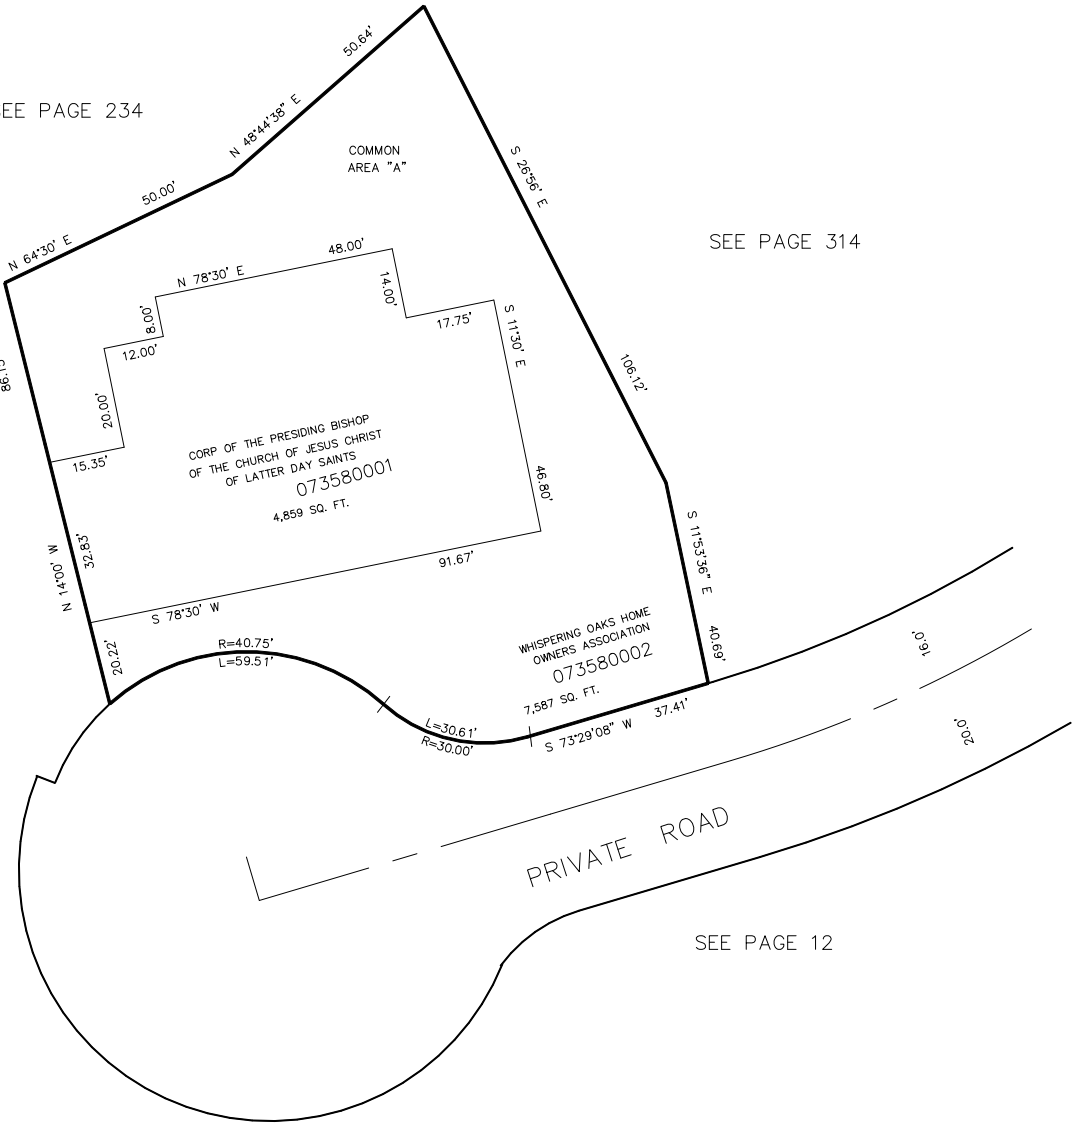 50.64'
N 48°44'38" E
SEE PAGE 234
COMMON
AREA "A"
50.00'
S 26°56' E
N 64°30' E
SEE PAGE 314
48.00'
N 78°30' E
14.00'
8.00'
17.75'
S 11°30' E
12.00'
106.12'
20.00'
CORP OF THE PRESIDING BISHOP
OF THE CHURCH OF JESUS CHRIST
OF LATTER DAY SAINTS
073580001
4,859 SQ. FT.
15.35'
46.80'
32.83'
N 14°00' W
91.67'
S 11°53'36" E
S 78°30' W
20.22'
R=40.75'
L=59.51'
WHISPERING OAKS HOME
OWNERS ASSOCIATION
073580002
7,587 SQ. FT.
40.69'
16.0'
37.41'
S 73°29'08" W
L=30.61'
R=30.00'
20.0'
PRIVATE ROAD
SEE PAGE 12